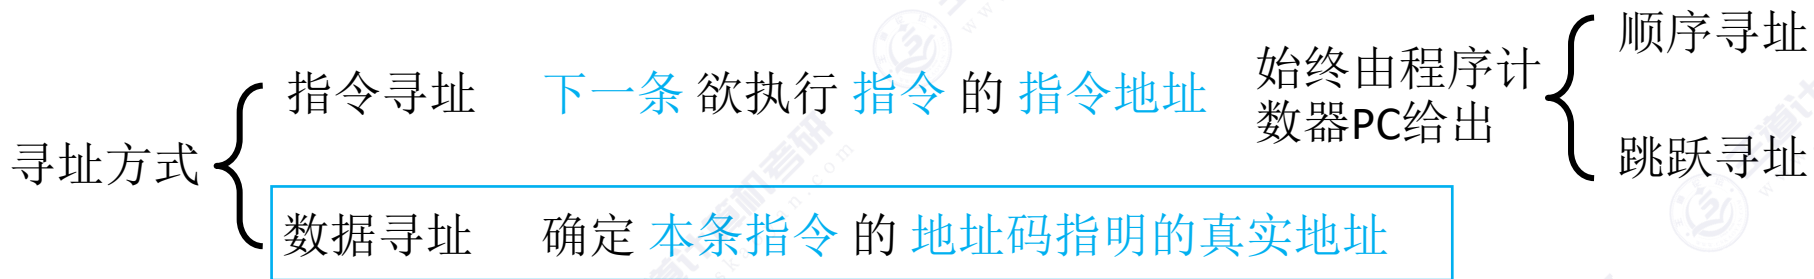 寻址方式
指令寻址 下一条 欲执行 指令 的 指令地址
始终由程序计
数器PC给出
顺序寻址
跳跃寻址
数据寻址 确定 本条指令 的 地址码指明的真实地址